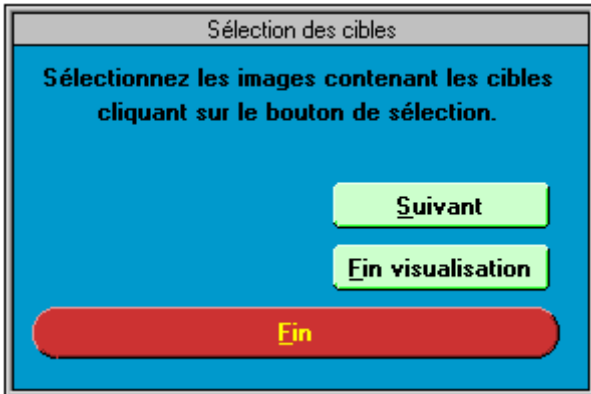 Sélection des cibles
Sélectionnez les images contenant les cibles
cliquant sur le bouton de sélection.
Suivant
Fin visualisation
Fin